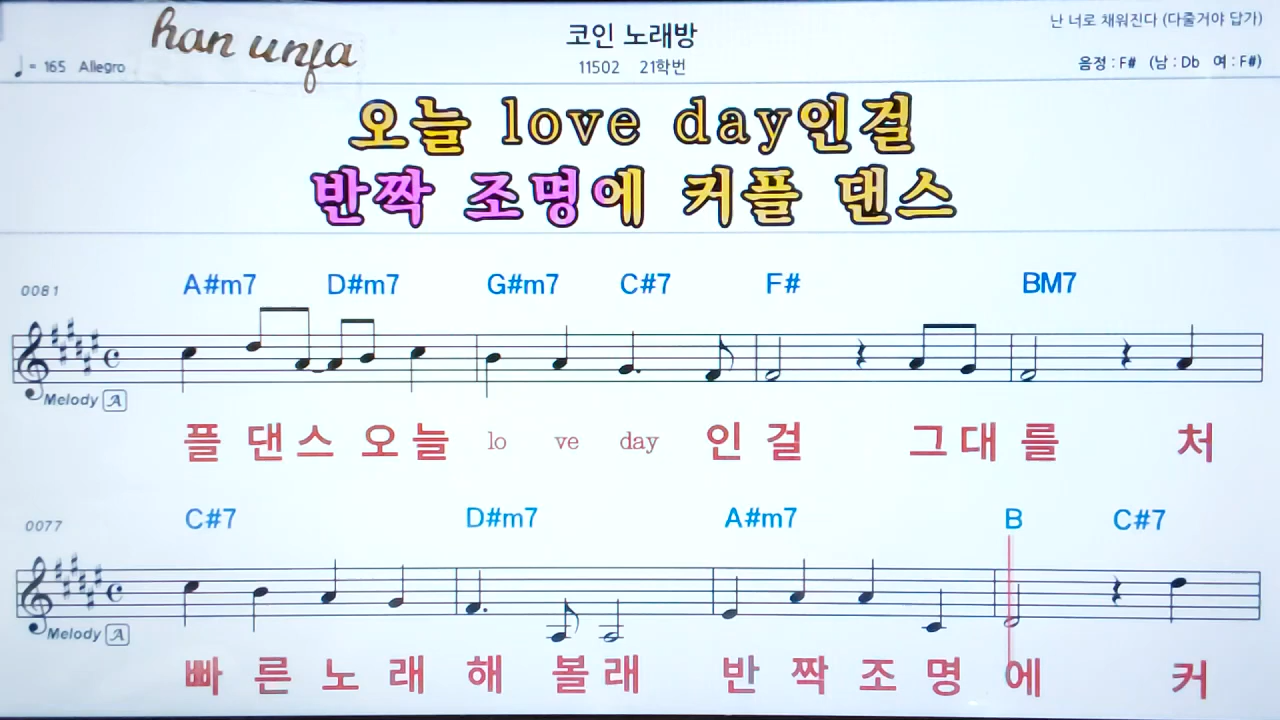 han unfa
코인 노래방
난 너로 채워진다 (다줄거야 답가)
♩= 165 Allegro
11502 21학번
음정 : F# (남 : Db 여 : F#)
오늘 love day인걸
반짝 조명에 커플 댄스
0081 A#m7 D#m7 G#m7 C#7 F# BM7
Melody A
플 댄 스 오 늘 lo ve day 인 걸 그 대 를 처
0077 C#7 D#m7 A#m7 B C#7
Melody A
빠 른 노 래 해 볼 래 반 짝 조 명 에 커